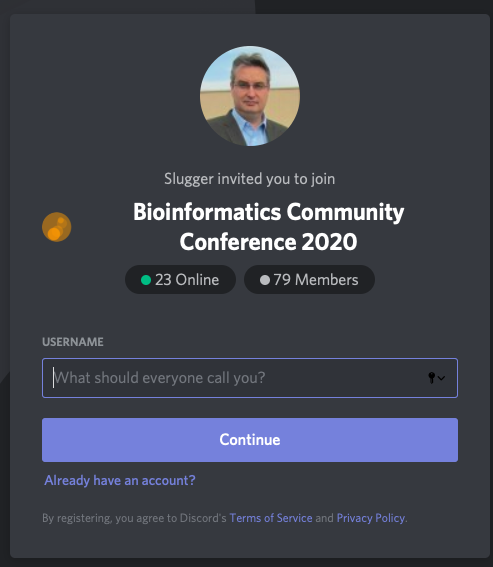 Slugger invited you to join
Bioinformatics Community
Conference 2020
23 Online
79 Members
USERNAME
What should everyone call you?
Continue
Already have an account?
By registering, you agree to Discord's Terms of Service and Privacy Policy.